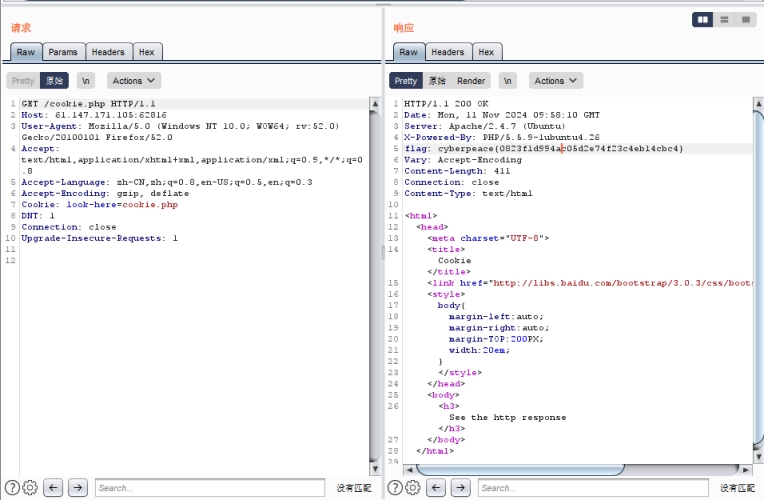 请求
Raw Params Headers Hex
Pretty 原始 \n Actions
1 GET /cookie.php HTTP/1.1
2 Host: 61.147.171.105:62816
3 User-Agent: Mozilla/5.0 (Windows NT 10.0; WOW64; rv:52.0)
Gecko/20100101 Firefox/52.0
4 Accept:
text/html,application/xhtml+xml,application/xml;q=0.9,*/*;q=0
.8
5 Accept-Language: zh-CN,zh;q=0.8,en-US;q=0.5,en;q=0.3
6 Accept-Encoding: gzip, deflate
7 Cookie: look-here=cookie.php
8 DNT: 1
9 Connection: close
10 Upgrade-Insecure-Requests: 1
11
12
Search...
没有匹配
响应
Raw Headers Hex
Pretty 原始 Render \n Actions
1 HTTP/1.1 200 OK
2 Date: Mon, 11 Nov 2024 09:58:10 GMT
3 Server: Apache/2.4.7 (Ubuntu)
4 X-Powered-By: PHP/5.5.9-1ubuntu4.26
5 flag: cyberpeace{0823f1d994ac05d2e74f23c4eb14cbc4}
6 Vary: Accept-Encoding
7 Content-Length: 411
8 Connection: close
9 Content-Type: text/html
10
11 <html>
12 <head>
13 <meta charset="UTF-8">
14 <title>
Cookie
</title>
15 <link href="http://libs.baidu.com/bootstrap/3.0.3/css/boots
16 <style>
17 body{
18 margin-left:auto;
19 margin-right:auto;
20 margin-TOP:200PX;
21 width:20em;
22 }
23 </style>
24 </head>
25 <body>
26 <h3>
See the http response
</h3>
27 </body>
28 </html>
29
Search...
没有匹配